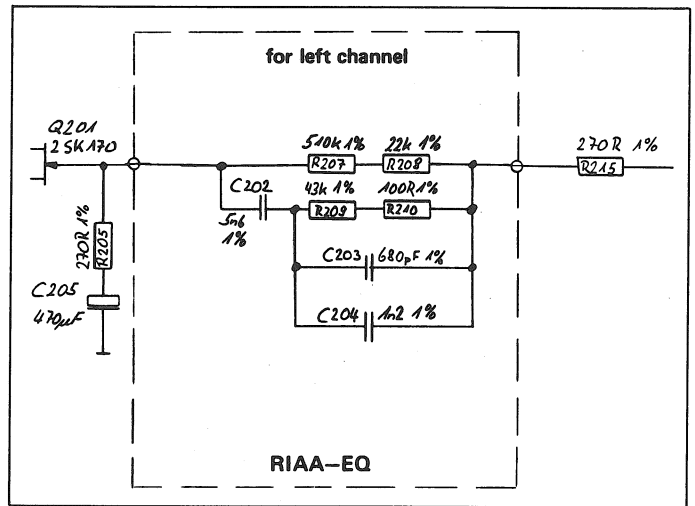 for left channel
Q201
2SK170
510k 1%
22k 1%
270R 1%
R207
R208
R215
C202
43k 1%
100R 1%
5n6
1%
R209
R210
270R 1%
R205
C203
680pF 1%
C205
470µF
C204
1n2 1%
RIAA-EQ